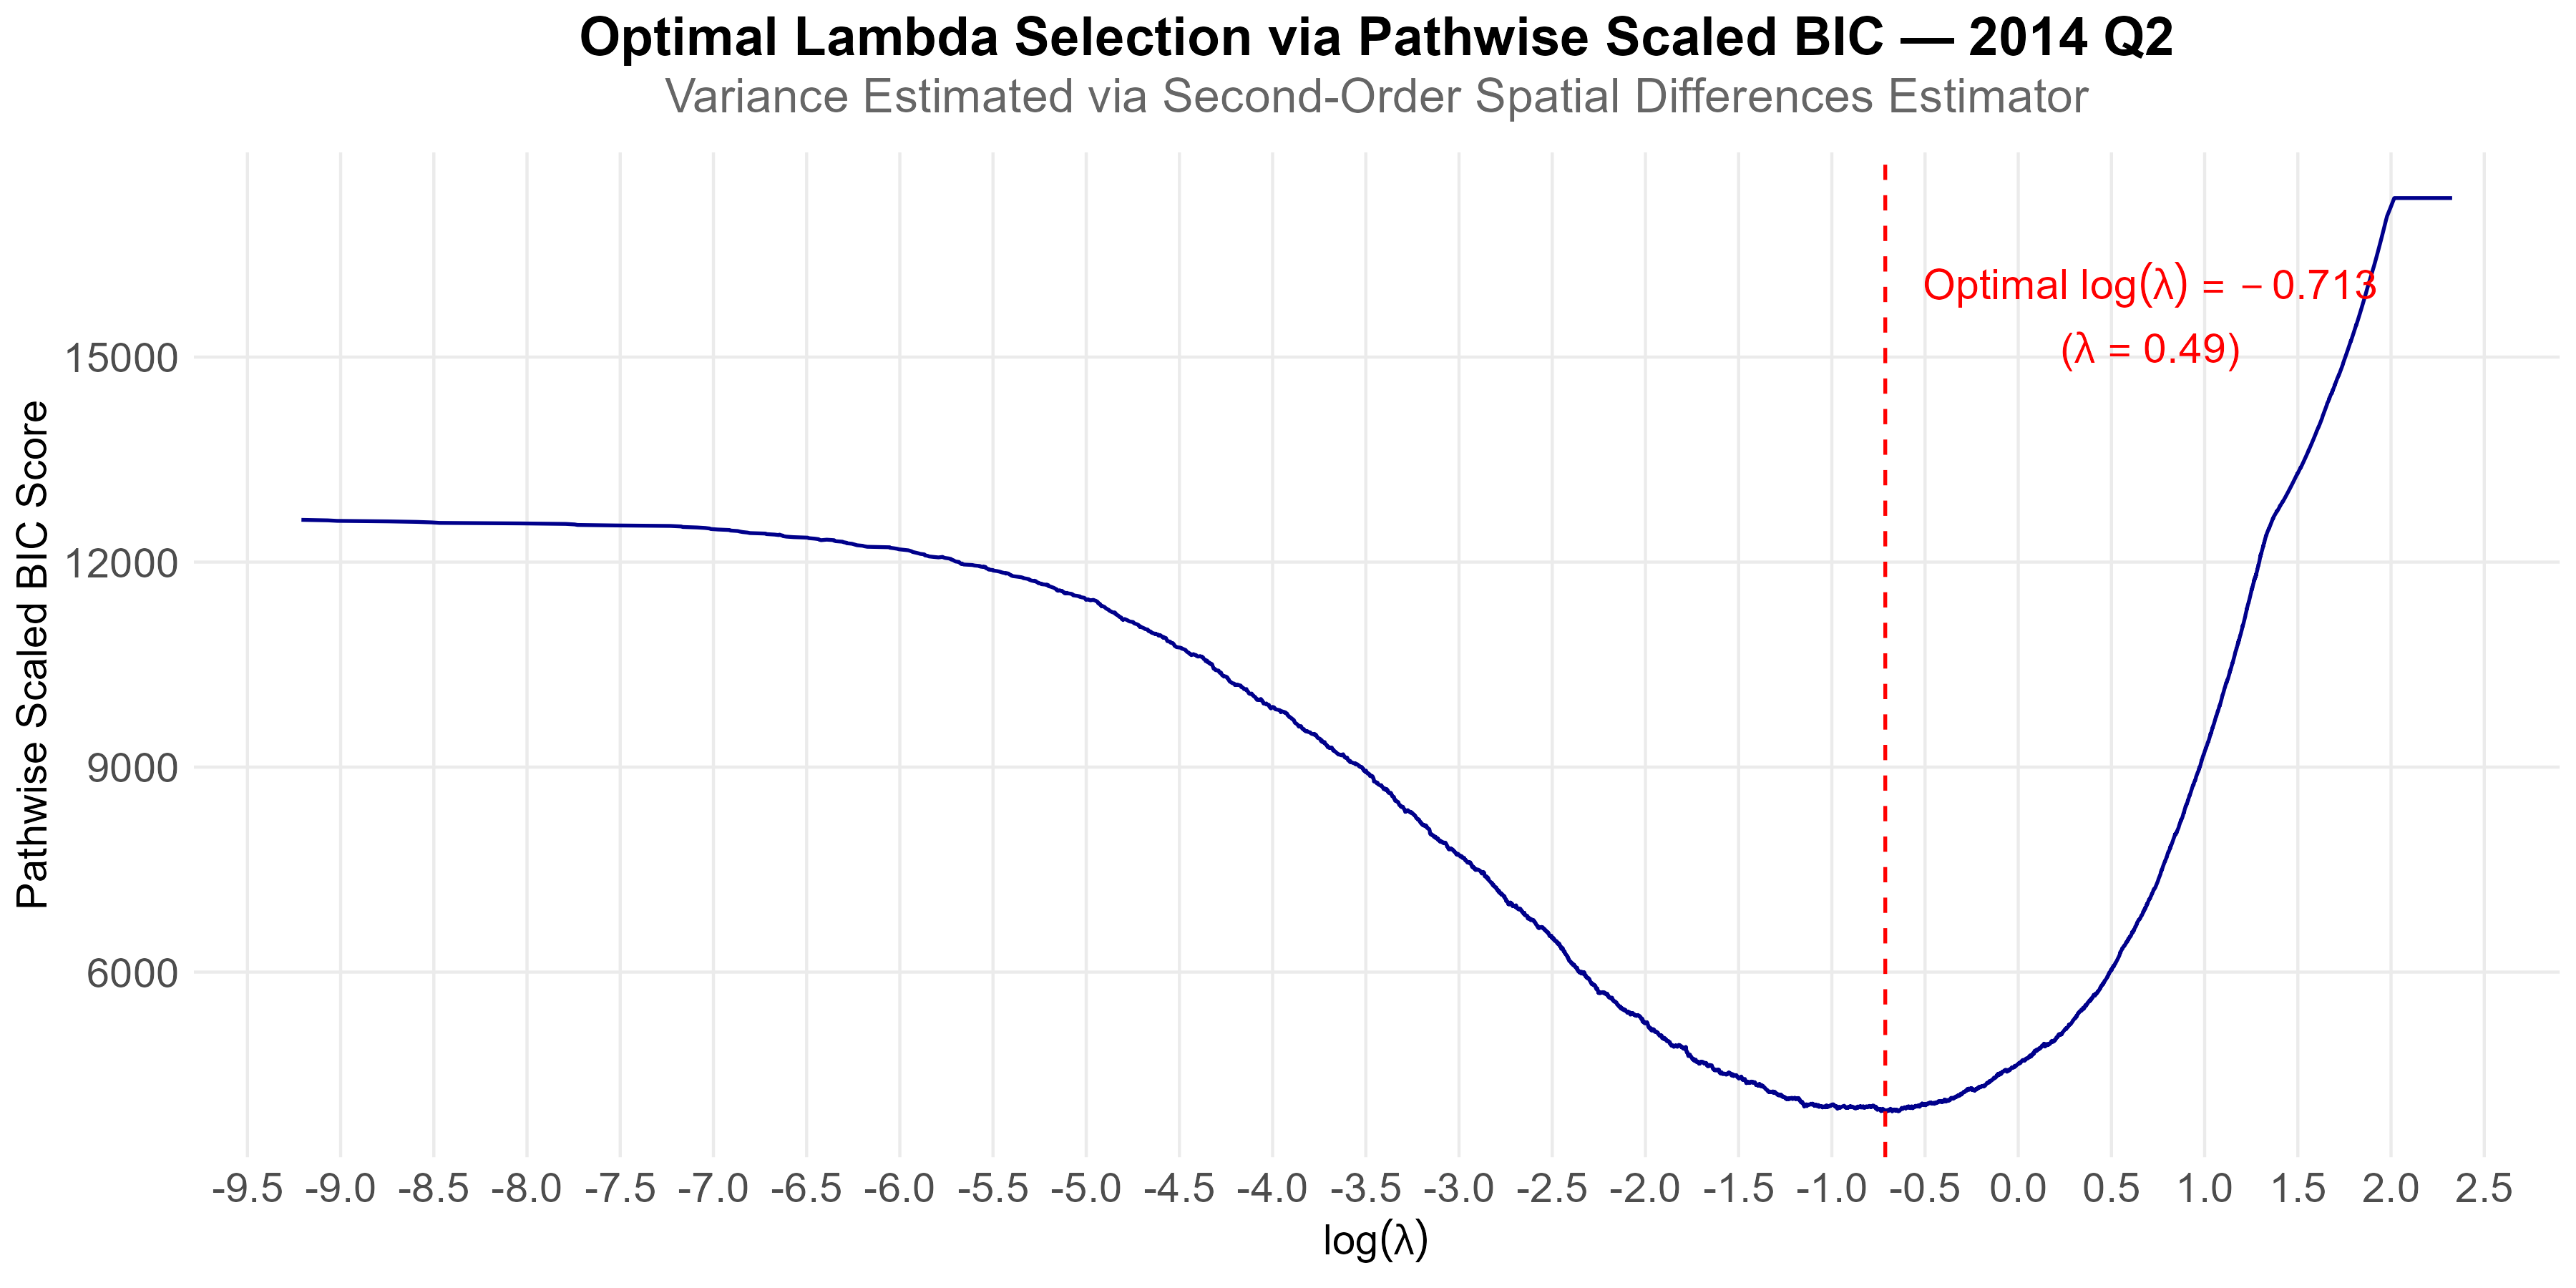 Optimal Lambda Selection via Pathwise Scaled BIC — 2014 Q2
Variance Estimated via Second-Order Spatial Differences Estimator
Optimal log(λ) = − 0.713
(λ = 0.49)
Pathwise Scaled BIC Score
15000
12000
9000
6000
-9.5 -9.0 -8.5 -8.0 -7.5 -7.0 -6.5 -6.0 -5.5 -5.0 -4.5 -4.0 -3.5 -3.0 -2.5 -2.0 -1.5 -1.0 -0.5 0.0 0.5 1.0 1.5 2.0 2.5
log(λ)